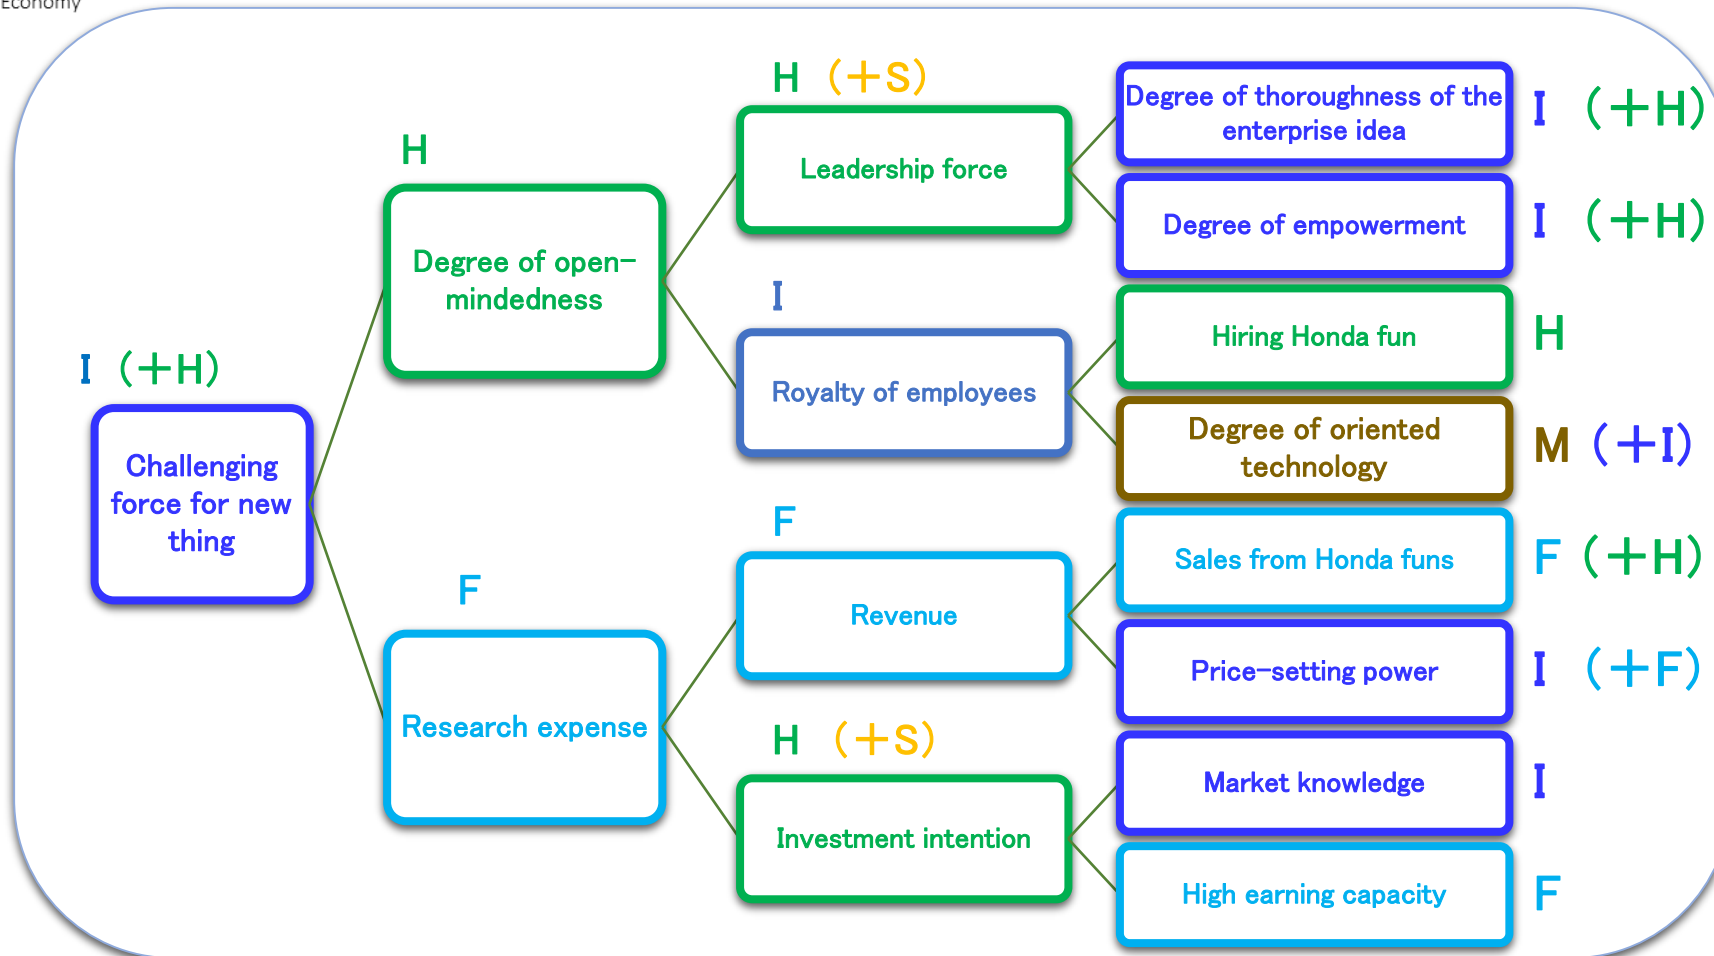 Economy
H (+S)
Degree of thoroughness of the
enterprise idea
I (+H)
H
Leadership force
Degree of empowerment
I (+H)
Degree of open-
mindedness
I
Hiring Honda fun
H
I (+H)
Royalty of employees
Degree of oriented
technology
M (+I)
Challenging
force for new
thing
F
Sales from Honda funs
F (+H)
F
Revenue
Price-setting power
I (+F)
Research expense
H (+S)
Market knowledge
I
Investment intention
High earning capacity
F